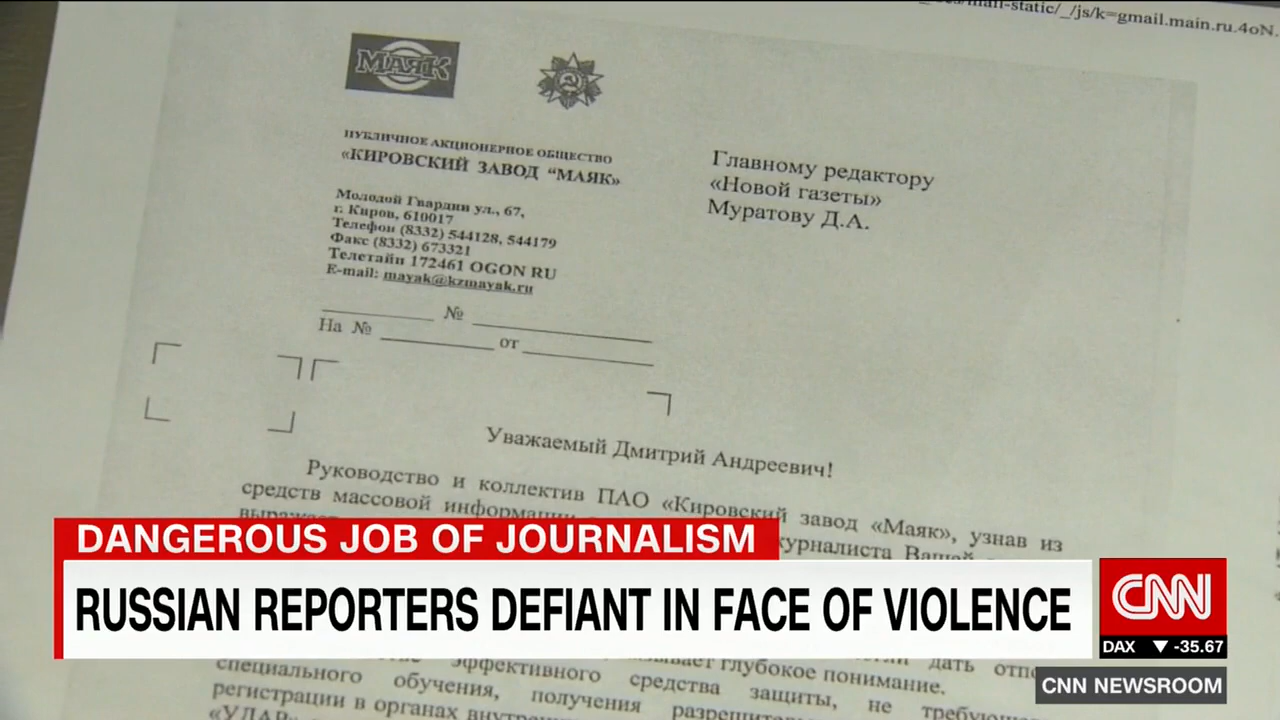 mail-static/_/js/k=gmail.main.ru.4oN.
МАЯК
ПУБЛИЧНОЕ АКЦИОНЕРНОЕ ОБЩЕСТВО
«КИРОВСКИЙ ЗАВОД "МАЯК»
Молодой Гвардии ул., 67,
г. Киров, 610017
Телефон (8332) 544128, 544179
Факс (8332) 673321
Телетайп 172461 OGON RU
E-mail: mayak@kzmayak.ru
№
На № от
Главному редактору
«Новой газеты»
Муратову Д.А.
Уважаемый Дмитрий Андреевич!
Руководство и коллектив ПАО «Кировский завод «Маяк», узнав из
средств массовой информации
журналиста Вашей
DANGEROUS JOB OF JOURNALISM
RUSSIAN REPORTERS DEFIANT IN FACE OF VIOLENCE
CNN
DAX ▼ -35.67
CNN NEWSROOM
дать
глубокое понимание.
эффективного средства защиты, не
специального обучения, получения
регистрации в органах
«УДАР»